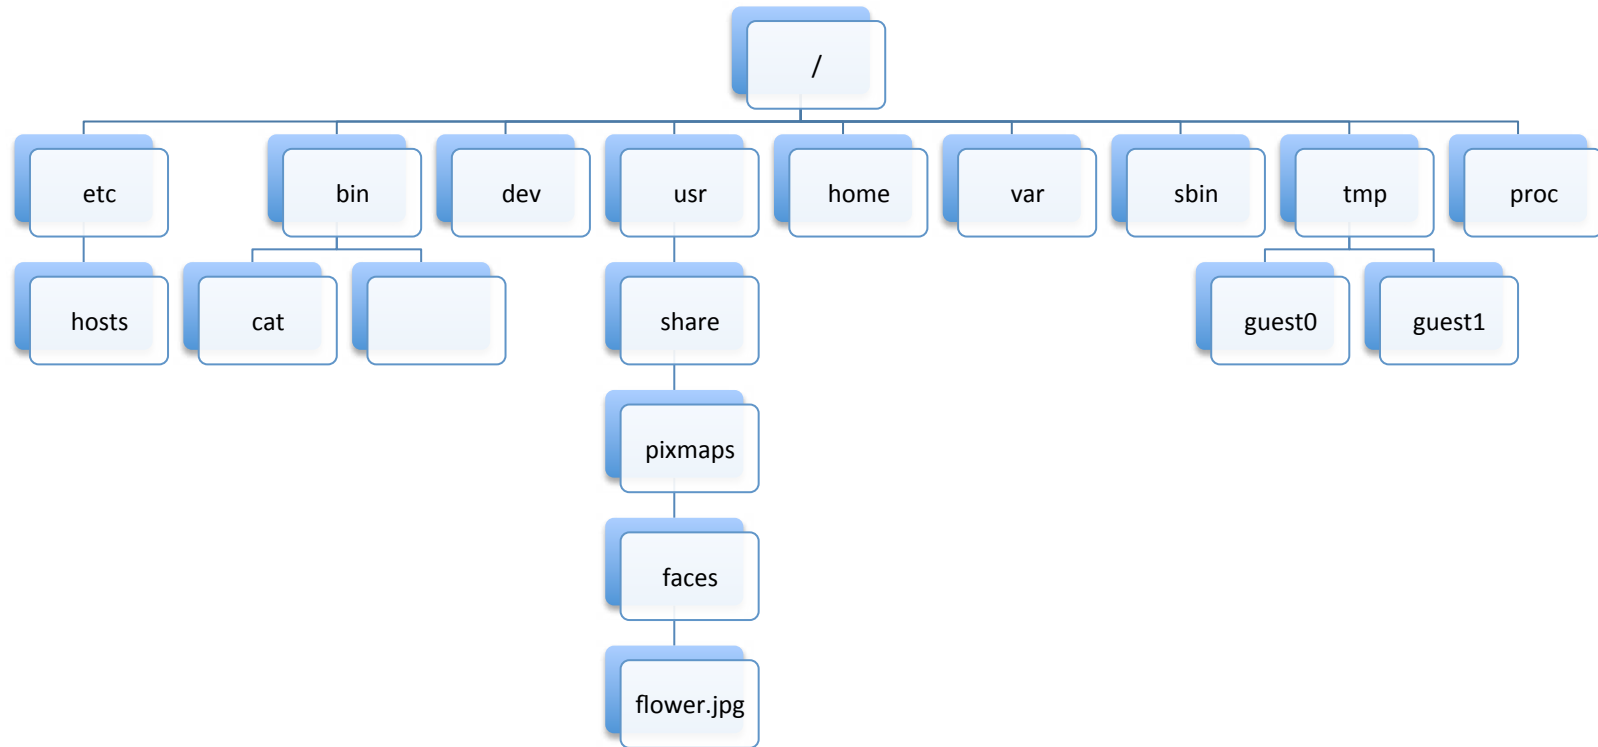 /
etc
bin
dev
usr
home
var
sbin
tmp
proc
hosts
cat
share
guest0
guest1
pixmaps
faces
flower.jpg